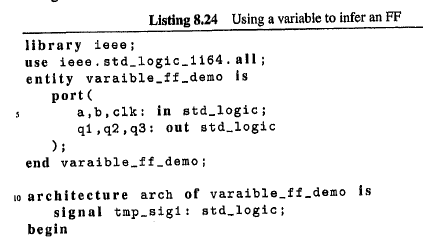 Listing 8.24 Using a variable to infer an FF
library ieee;
use ieee.std_logic_1164.all;
entity varaible_ff_demo is
port(
5 a,b,clk: in std_logic;
q1,q2,q3: out std_logic
);
end varaible_ff_demo;
10 architecture arch of varaible_ff_demo is
signal tmp_sig1: std_logic;
begin